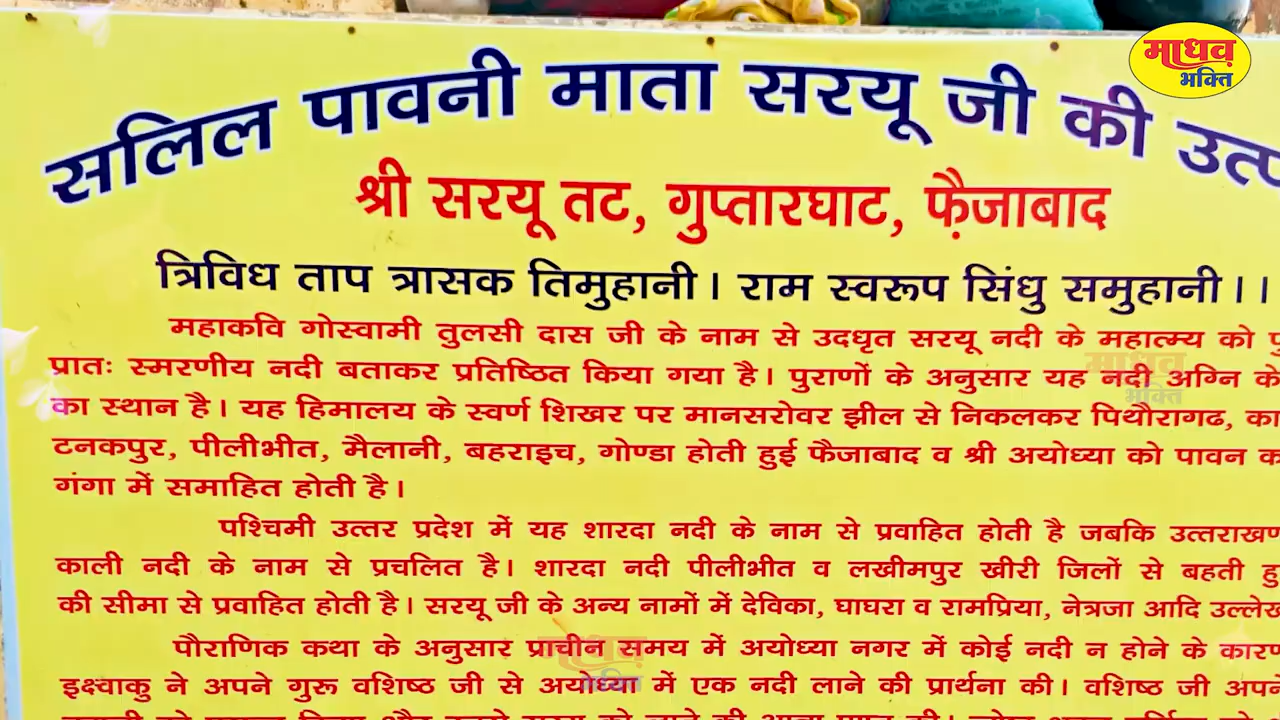 माधव
भक्ति
सलिल पावनी माता सरयू जी की
श्री सरयू तट, गुप्तारघाट, फ़ैजाबाद
त्रिविध ताप त्रासक तिमुहानी। राम स्वरूप सिंधु समुहानी।।
महाकवि गोस्वामी तुलसी दास जी के नाम से उदधृत सरयू नदी के महात्म्य को
प्रातः स्मरणीय नदी बताकर प्रतिष्ठित किया गया है। पुराणों के अनुसार यह नदी अग्नि के
का स्थान है। यह हिमालय के स्वर्ण शिखर पर मानसरोवर झील से निकलकर पिथौरागढ,
टनकपुर, पीलीभीत, मैलानी, बहराइच, गोण्डा होती हुई फैजाबाद व श्री अयोध्या को पावन
गंगा में समाहित होती है।
पश्चिमी उत्तर प्रदेश में यह शारदा नदी के नाम से प्रवाहित होती है जबकि
काली नदी के नाम से प्रचलित है। शारदा नदी पीलीभीत व लखीमपुर खीरी जिलों से बहती
की सीमा से प्रवाहित होती है। सरयू जी के अन्य नामों में देविका, घाघरा व रामप्रिया, नेत्रजा आदि
पौराणिक कथा के अनुसार प्राचीन समय में अयोध्या नगर में कोई नदी न होने के
इक्ष्वाकु ने अपने गुरू वशिष्ठ जी से अयोध्या में एक नदी लाने की प्रार्थना की। वशिष्ठ जी